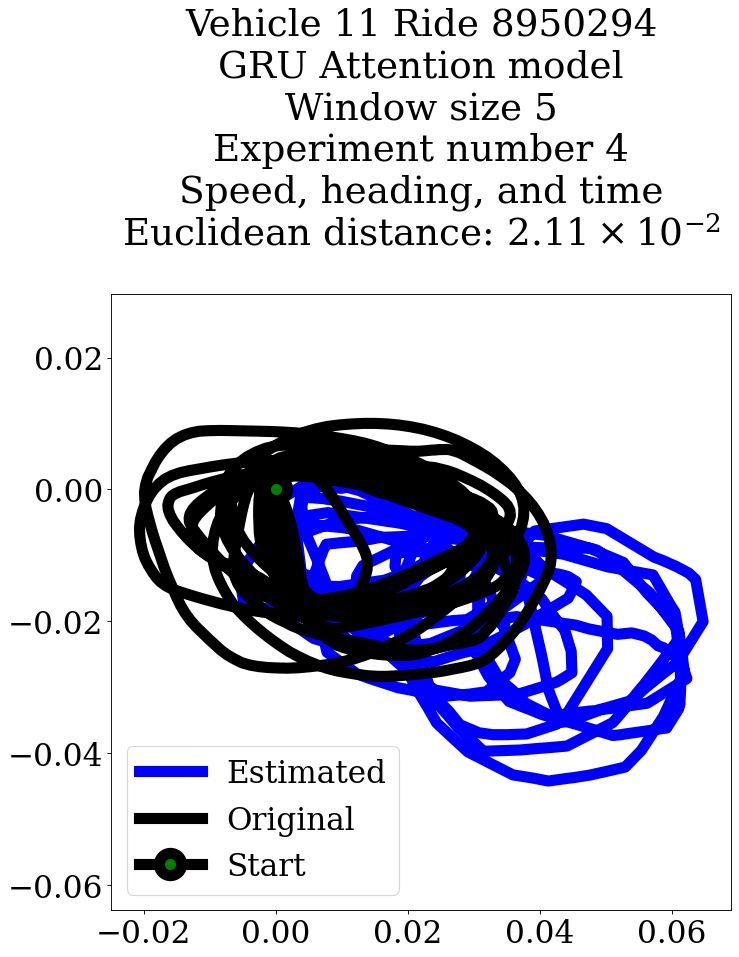 Vehicle 11 Ride 8950294
GRU Attention model
Window size 5
Experiment number 4
Speed, heading, and time
Euclidean distance: 2.11 × 10⁻²
0.02
0.00
−0.02
−0.04
−0.06
Estimated
Original
Start
−0.02 0.00 0.02 0.04 0.06